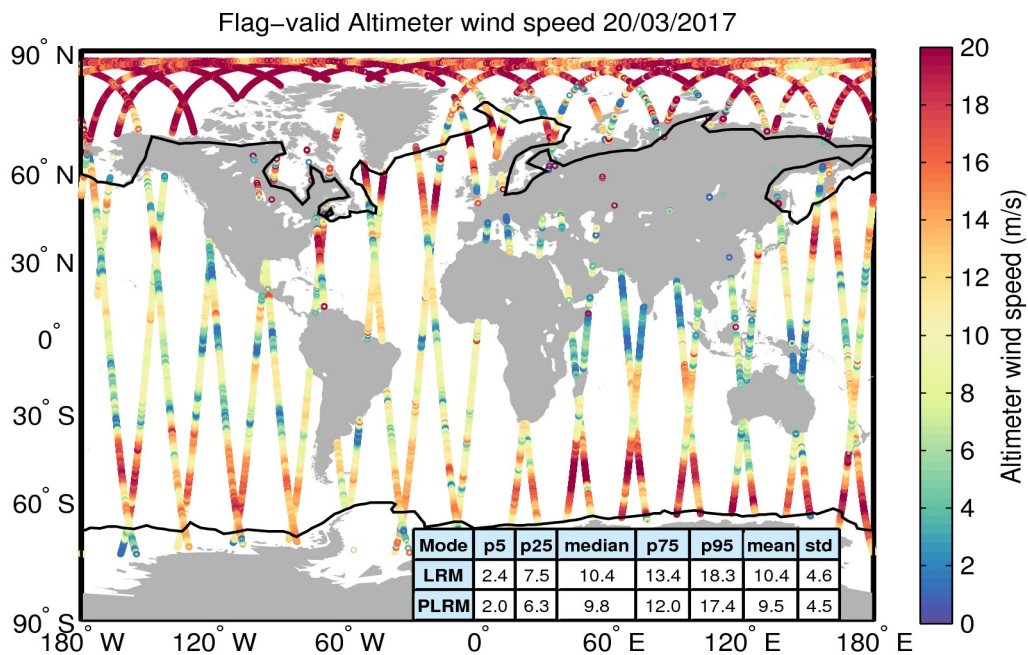 Flag−valid Altimeter wind speed 20/03/2017
90° N
60° N
30° N
0°
30° S
60° S
90° S
180° W
120° W
60° W
0°
60° E
120° E
180° E
Mode p5 p25 median p75 p95 mean std
LRM 2.4 7.5 10.4 13.4 18.3 10.4 4.6
PLRM 2.0 6.3 9.8 12.0 17.4 9.5 4.5
20
18
16
14
12
10
8
6
4
2
0
Altimeter wind speed (m/s)